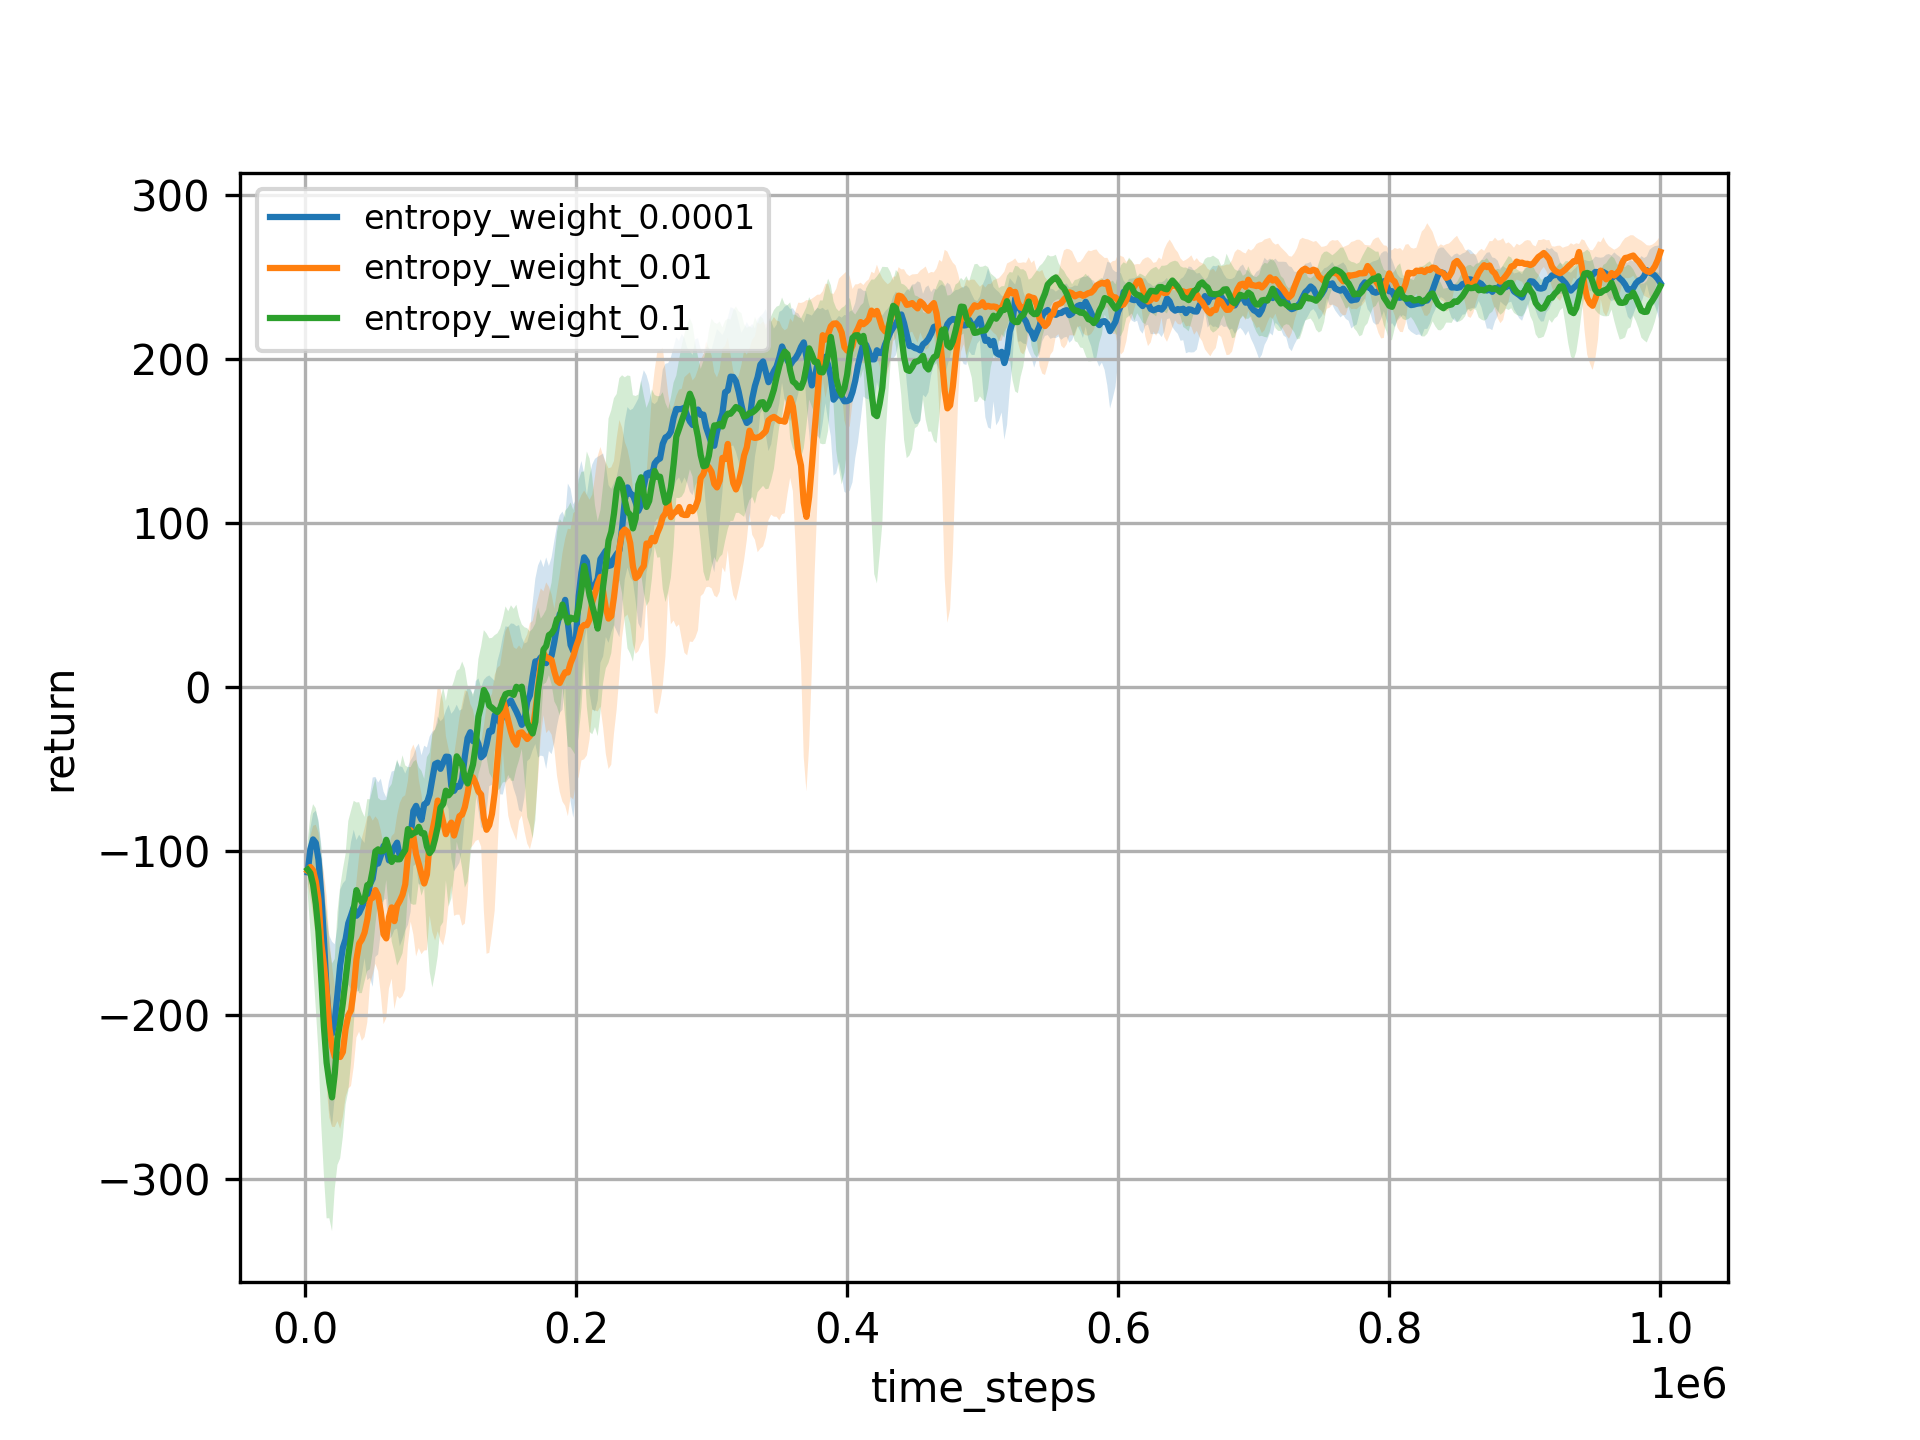 300
200
100
0
−100
−200
−300
return
entropy_weight_0.0001
entropy_weight_0.01
entropy_weight_0.1
0.0 0.2 0.4 0.6 0.8 1.0
time_steps
1e6